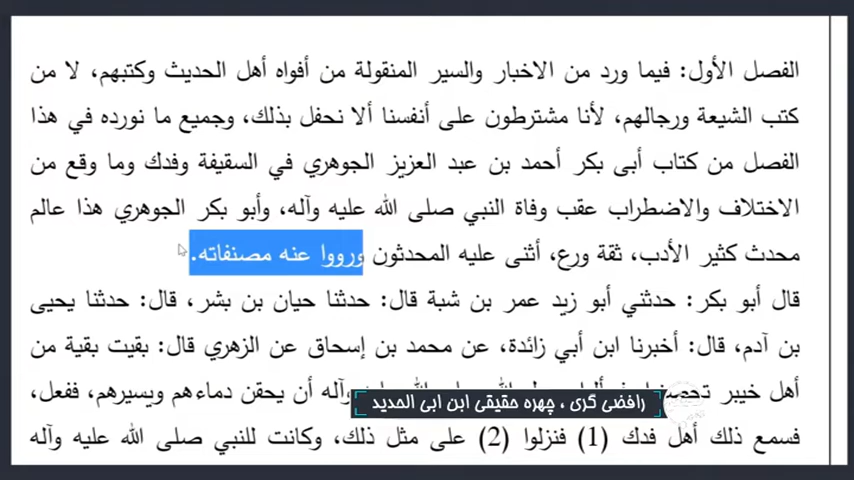 الفصل الأول: فيما ورد من الاخبار والسير المنقولة من أفواه أهل الحديث وكتبهم، لا من
كتب الشيعة ورجالهم، لأنا مشترطون على أنفسنا ألا نحفل بذلك، وجميع ما نورده في هذا
الفصل من كتاب أبى بكر أحمد بن عبد العزيز الجوهري في السقيفة وفدك وما وقع من
الاختلاف والاضطراب عقب وفاة النبي صلى الله عليه وآله، وأبو بكر الجوهري هذا عالم
محدث كثير الأدب، ثقة ورع، أثنى عليه المحدثون ورووا عنه مصنفاته.
قال أبو بكر: حدثني أبو زيد عمر بن شبة قال: حدثنا حيان بن بشر، قال: حدثنا يحيى
بن آدم، قال: أخبرنا ابن أبي زائدة، عن محمد بن إسحاق عن الزهري قال: بقيت بقية من
أهل خيبر وآله أن يحقن دماءهم ويسيرهم، ففعل،
رافضی گری ، چهره حقیقی ابن ابی الحدید
فسمع ذلك أهل فدك (1) فنزلوا (2) على مثل ذلك، وكانت للنبي صلى الله عليه وآله